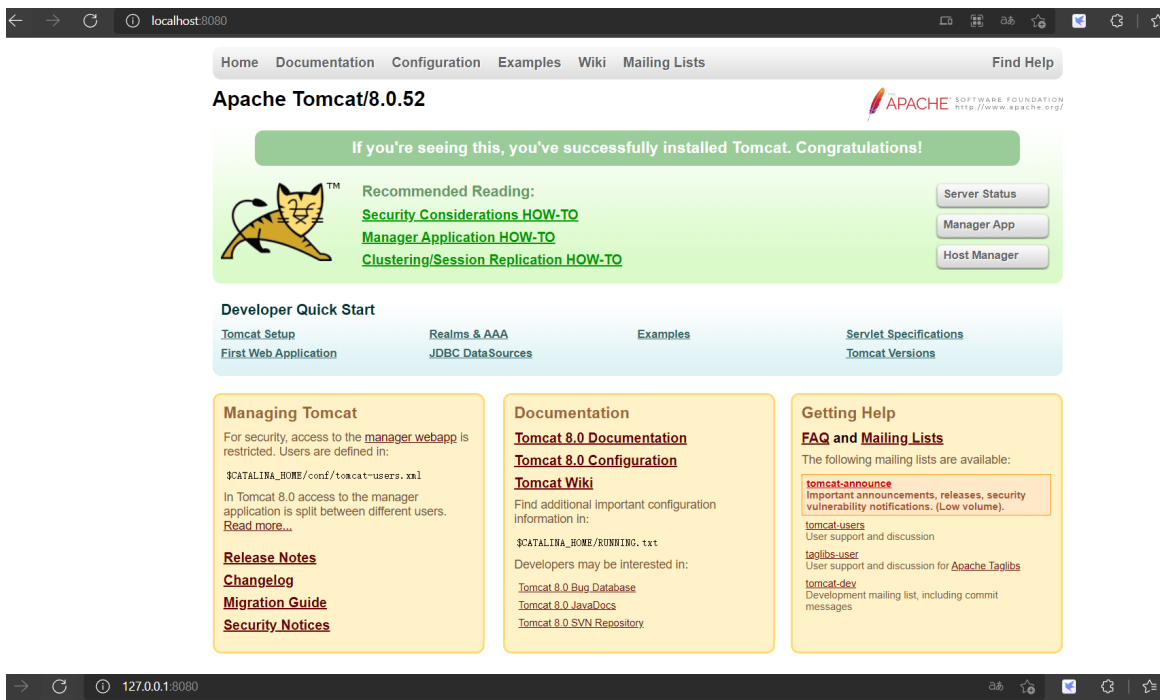 localhost:8080
Home Documentation Configuration Examples Wiki Mailing Lists Find Help
Apache Tomcat/8.0.52
THE
APACHE™ SOFTWARE FOUNDATION
http://www.apache.org/
If you're seeing this, you've successfully installed Tomcat. Congratulations!
TM
Recommended Reading:
Security Considerations HOW-TO
Manager Application HOW-TO
Clustering/Session Replication HOW-TO
Server Status
Manager App
Host Manager
Developer Quick Start
Tomcat Setup
First Web Application
Realms & AAA
JDBC DataSources
Examples
Servlet Specifications
Tomcat Versions
Managing Tomcat
For security, access to the manager webapp is
restricted. Users are defined in:
$CATALINA_HOME/conf/tomcat-users.xml
In Tomcat 8.0 access to the manager
application is split between different users.
Read more...
Release Notes
Changelog
Migration Guide
Security Notices
Documentation
Tomcat 8.0 Documentation
Tomcat 8.0 Configuration
Tomcat Wiki
Find additional important configuration
information in:
$CATALINA_HOME/RUNNING.txt
Developers may be interested in:
Tomcat 8.0 Bug Database
Tomcat 8.0 JavaDocs
Tomcat 8.0 SVN Repository
Getting Help
FAQ and Mailing Lists
The following mailing lists are available:
tomcat-announce
Important announcements, releases, security
vulnerability notifications. (Low volume).
tomcat-users
User support and discussion
taglibs-user
User support and discussion for Apache Taglibs
tomcat-dev
Development mailing list, including commit
messages
127.0.0.1:8080